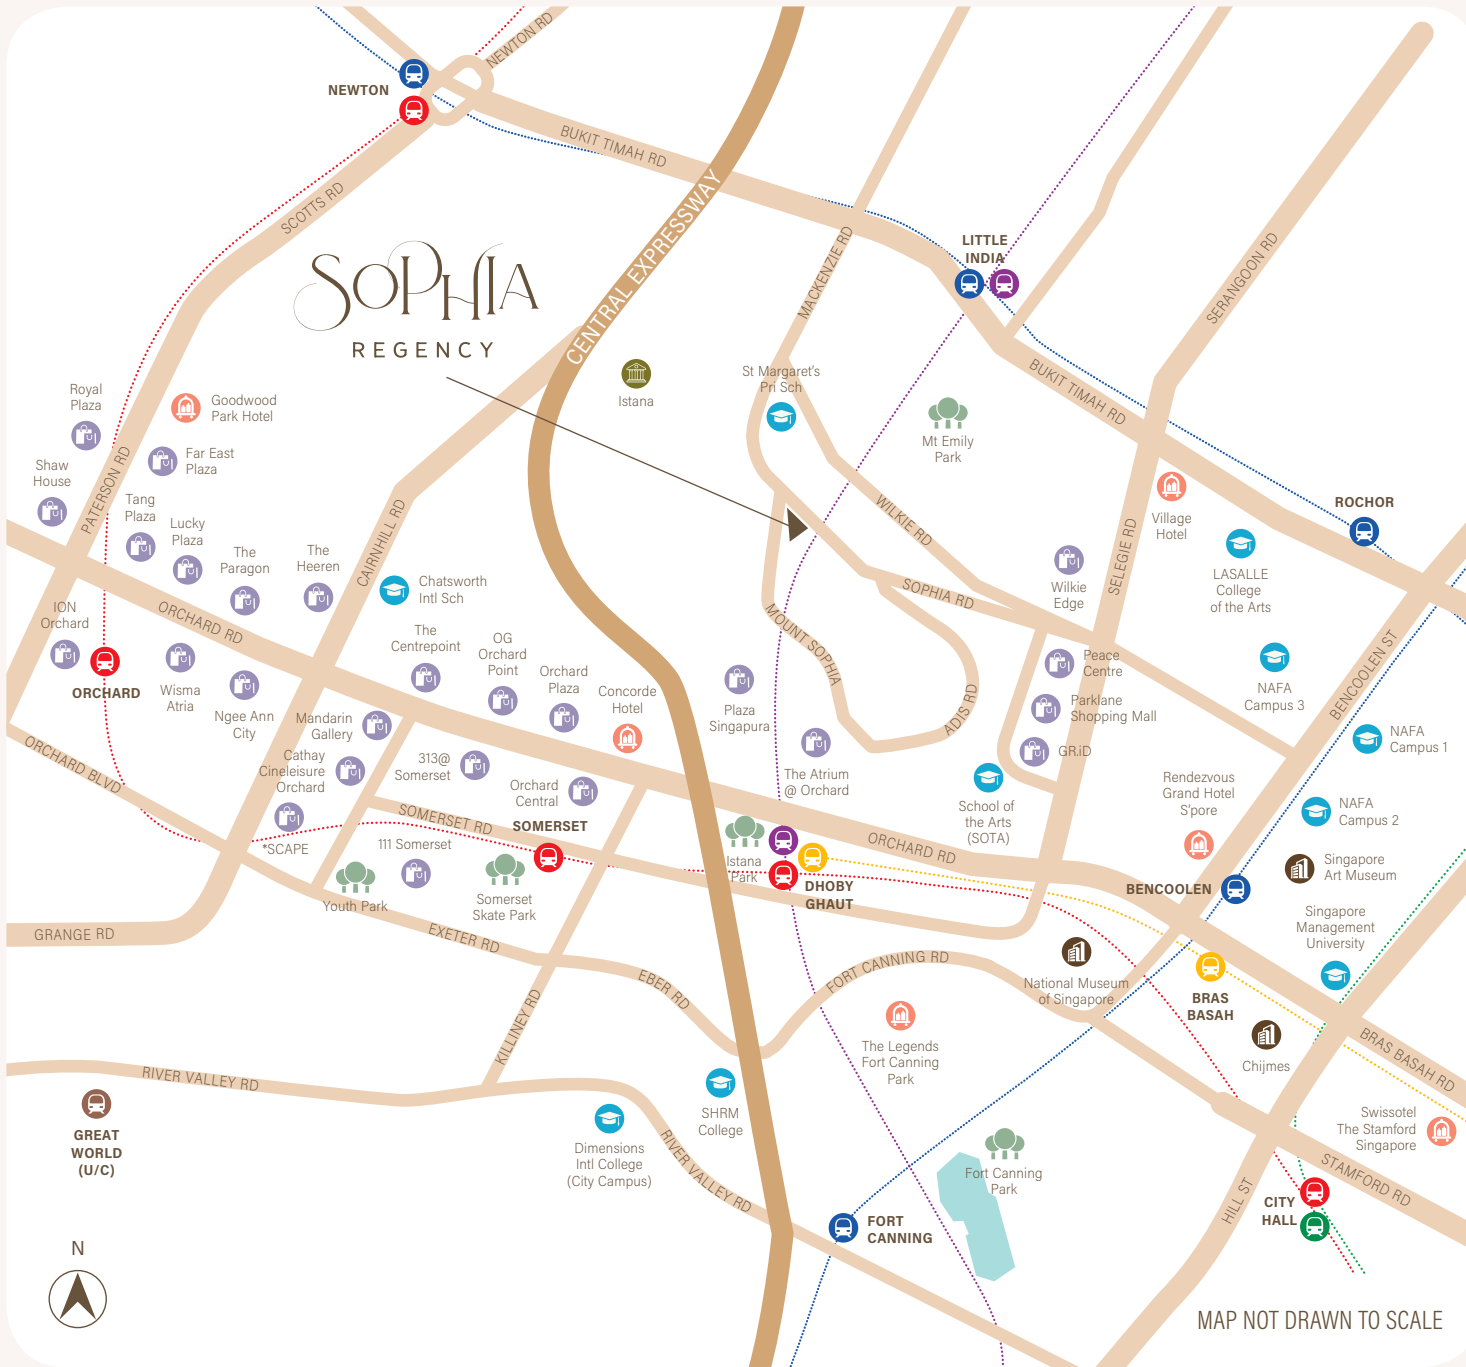 NEWTON RD
NEWTON
BUKIT TIMAH RD
SCOTTS RD
CENTRAL EXPRESSWAY
MACKENZIE RD
LITTLE
INDIA
SERANGOON RD
SOPHIA
REGENCY
Istana
St Margaret's
Pri Sch
BUKIT TIMAH RD
Mt Emily
Park
Royal
Plaza
Goodwood
Park Hotel
Far East
Plaza
Shaw
House
PATERSON RD
Tang
Plaza
Lucky
Plaza
The
Paragon
The
Heeren
CAIRNHILL RD
Chatsworth
Intl Sch
WILKIE RD
SOPHIA RD
SELEGIE RD
Village
Hotel
ROCHOR
Wilkie
Edge
LASALLE
College
of the Arts
ION
Orchard
ORCHARD RD
ORCHARD
Wisma
Atria
Ngee Ann
City
The
Centrepoint
OG
Orchard
Point
Orchard
Plaza
Concorde
Hotel
Plaza
Singapura
MOUNT SOPHIA
ADIS RD
Peace
Centre
Parklane
Shopping Mall
GRiD
NAFA
Campus 3
BENCOOLEN ST
NAFA
Campus 1
Mandarin
Gallery
Cathay
Cineleisure
Orchard
313@
Somerset
Orchard
Central
The Atrium
@ Orchard
School of
the Arts
(SOTA)
Rendezvous
Grand Hotel
S'pore
NAFA
Campus 2
ORCHARD BLVD
SOMERSET RD
SOMERSET
*SCAPE
111 Somerset
Youth Park
Somerset
Skate Park
Istana
Park
DHOBY
GHAUT
ORCHARD RD
BENCOOLEN
Singapore
Art Museum
Singapore
Management
University
GRANGE RD
EXETER RD
EBER RD
FORT CANNING RD
National Museum
of Singapore
BRAS
BASAH
Chijmes
BRAS BASAH RD
KILLINEY RD
The Legends
Fort Canning
Park
RIVER VALLEY RD
GREAT
WORLD
(U/C)
SHRM
College
Dimensions
Intl College
(City Campus)
RIVER VALLEY RD
Fort Canning
Park
Swissotel
The Stamford
Singapore
STAMFORD RD
HILL ST
CITY
HALL
FORT
CANNING
N
MAP NOT DRAWN TO SCALE